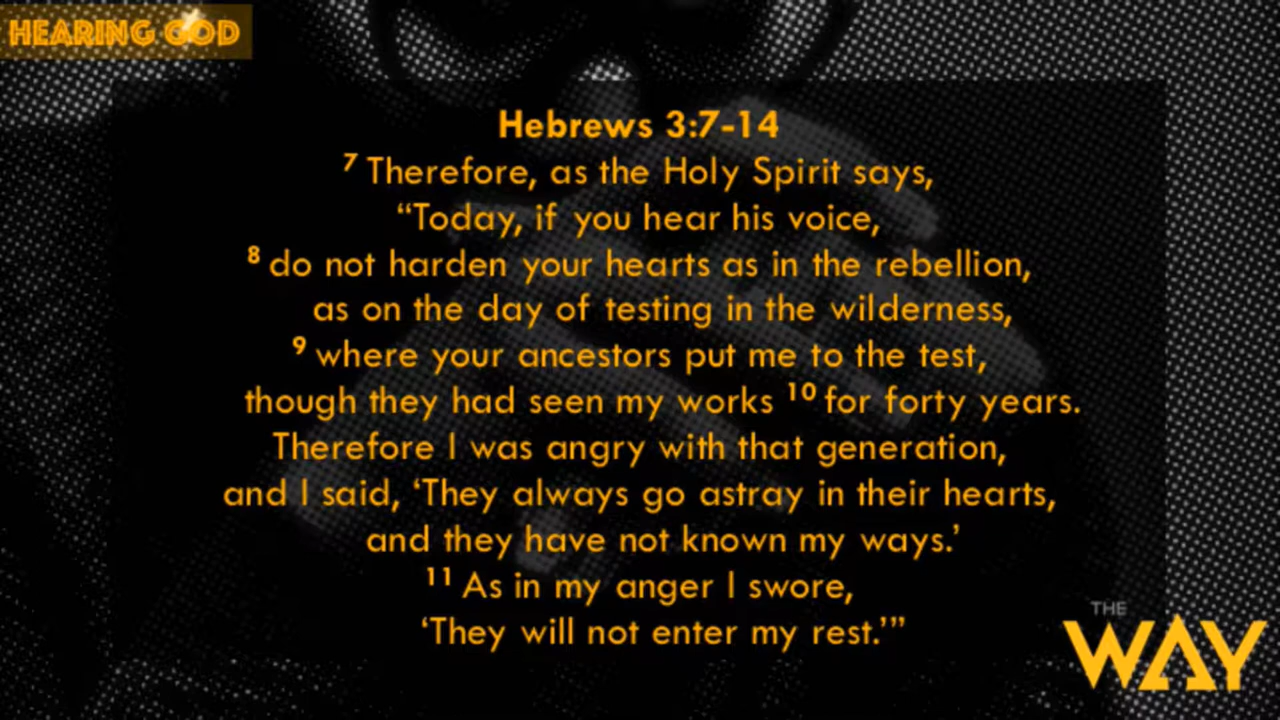 HEARING GOD
Hebrews 3:7-14
⁷ Therefore, as the Holy Spirit says,
“Today, if you hear his voice,
⁸ do not harden your hearts as in the rebellion,
as on the day of testing in the wilderness,
⁹ where your ancestors put me to the test,
though they had seen my works ¹⁰ for forty years.
Therefore I was angry with that generation,
and I said, ‘They always go astray in their hearts,
and they have not known my ways.’
¹¹ As in my anger I swore,
‘They will not enter my rest.’”
THE
WAY